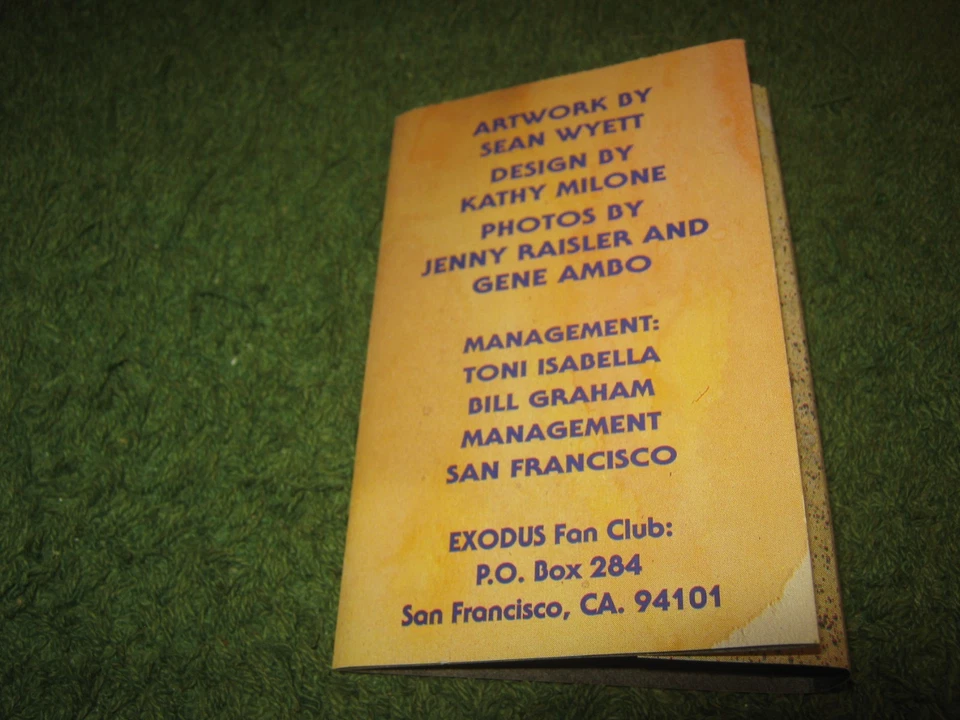 ARTWORK BY
SEAN WYETT
DESIGN BY
KATHY MILONE
PHOTOS BY
JENNY RAISLER AND
GENE AMBO
MANAGEMENT:
TONI ISABELLA
BILL GRAHAM
MANAGEMENT
SAN FRANCISCO
EXODUS Fan Club:
P.O. Box 284
San Francisco, CA. 94101